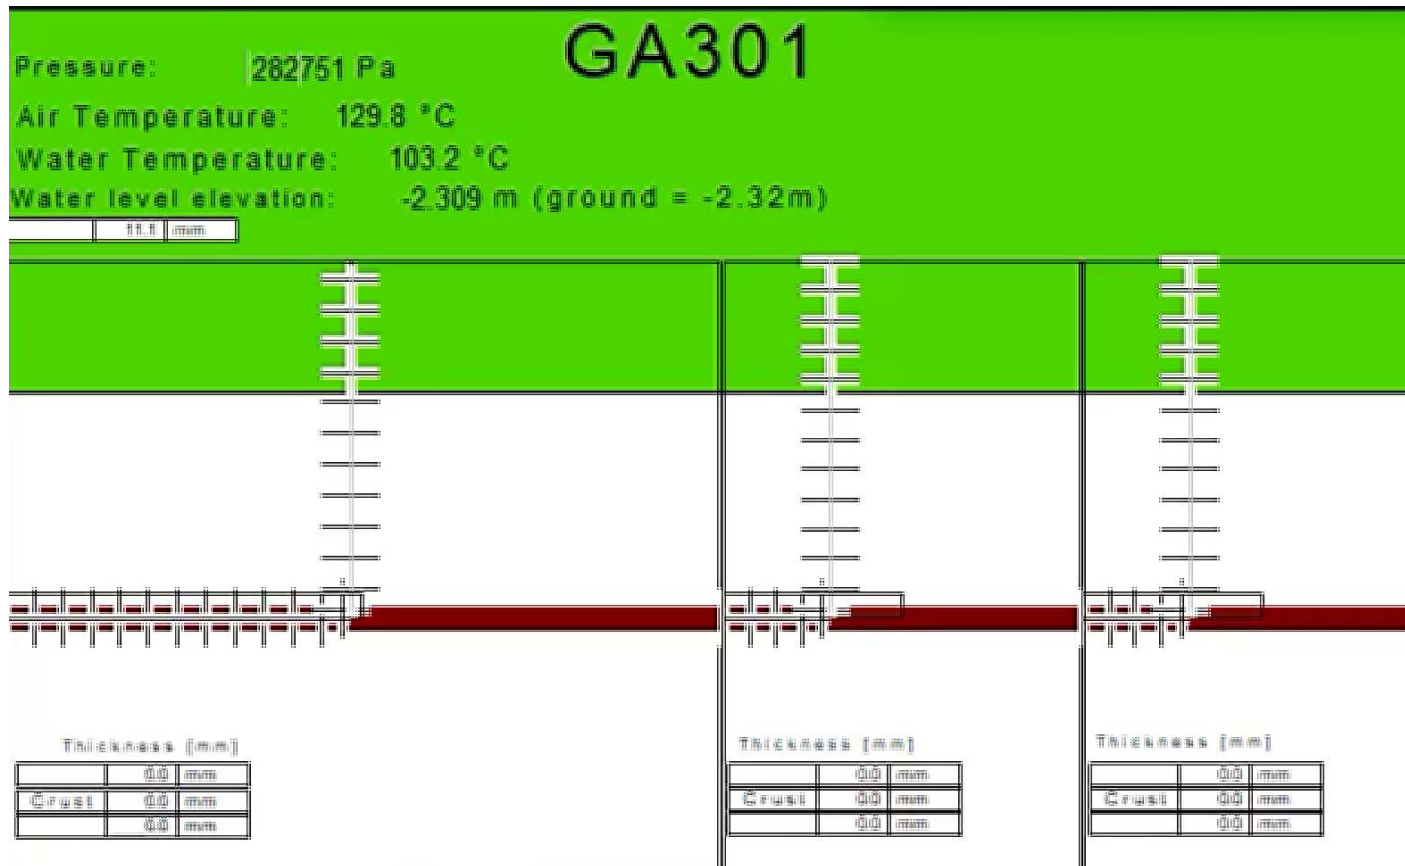 GA301
Pressure: 282751 Pa
Air Temperature: 129.8 °C
Water Temperature: 103.2 °C
Water level elevation: -2.309 m (ground = -2.32m)
11.1 mm
Thickness [mm]
0.0 mm
Crust 0.0 mm
0.0 mm
Thickness [mm]
0.0 mm
Crust 0.0 mm
0.0 mm
Thickness [mm]
0.0 mm
Crust 0.0 mm
0.0 mm